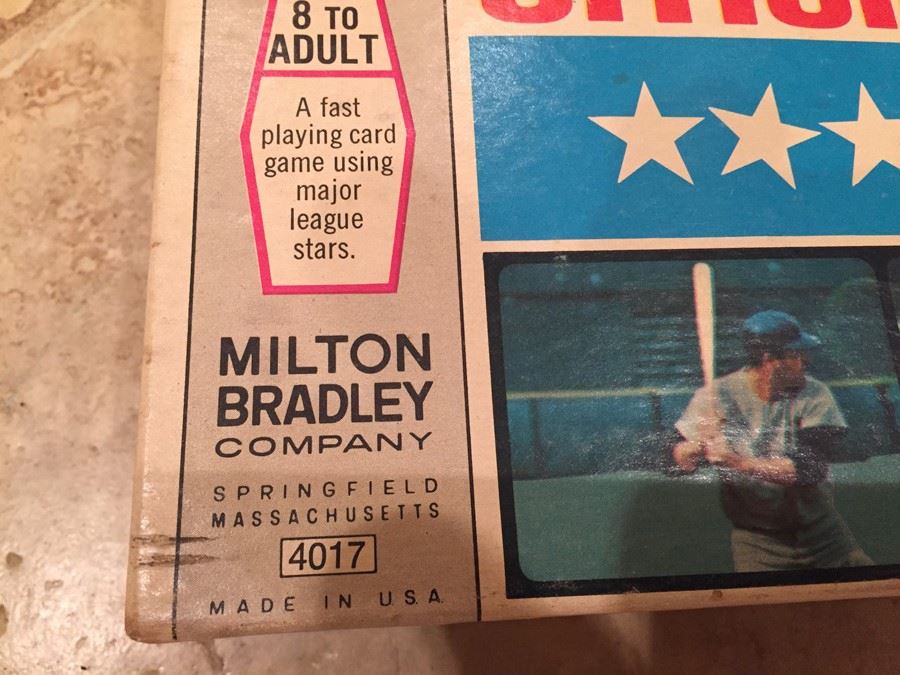 8 TO
ADULT
A fast
playing card
game using
major
league
stars.
MILTON
BRADLEY
COMPANY
SPRINGFIELD
MASSACHUSETTS
4017
MADE IN U.S.A.